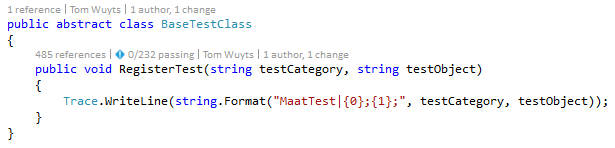 1 reference | Tom Wuyts | 1 author, 1 change
public abstract class BaseTestClass
{
485 references | 0/232 passing | Tom Wuyts | 1 author, 1 change
public void RegisterTest(string testCategory, string testObject)
{
Trace.WriteLine(string.Format("MaatTest|{0};{1};", testCategory, testObject));
}
}